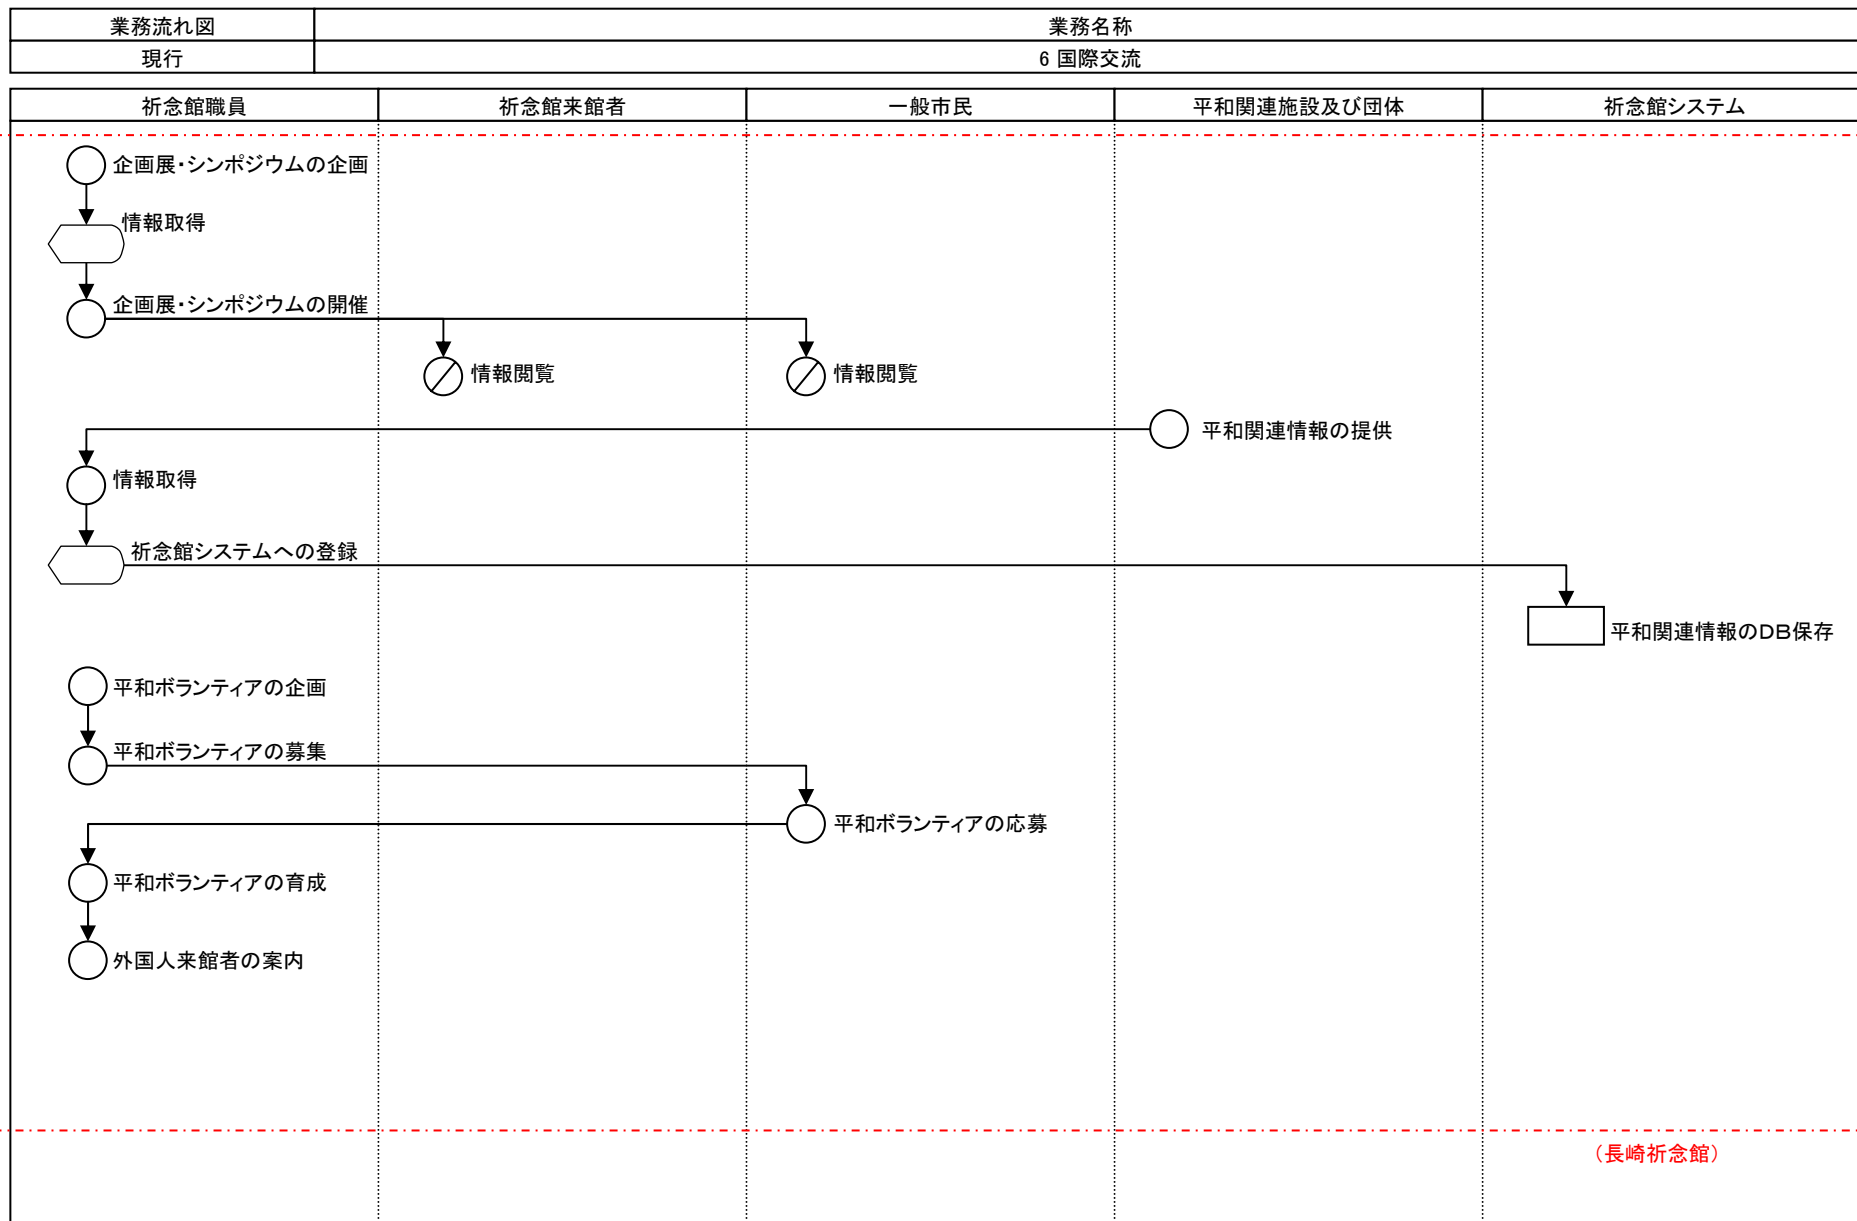 業務流れ図
業務名称
現行
6 国際交流
祈念館職員
祈念館来館者
一般市民
平和関連施設及び団体
祈念館システム
企画展・シンポジウムの企画
情報取得
企画展・シンポジウムの開催
情報閲覧
情報閲覧
平和関連情報の提供
情報取得
祈念館システムへの登録
平和関連情報のDB保存
平和ボランティアの企画
平和ボランティアの募集
平和ボランティアの応募
平和ボランティアの育成
外国人来館者の案内
（長崎祈念館）